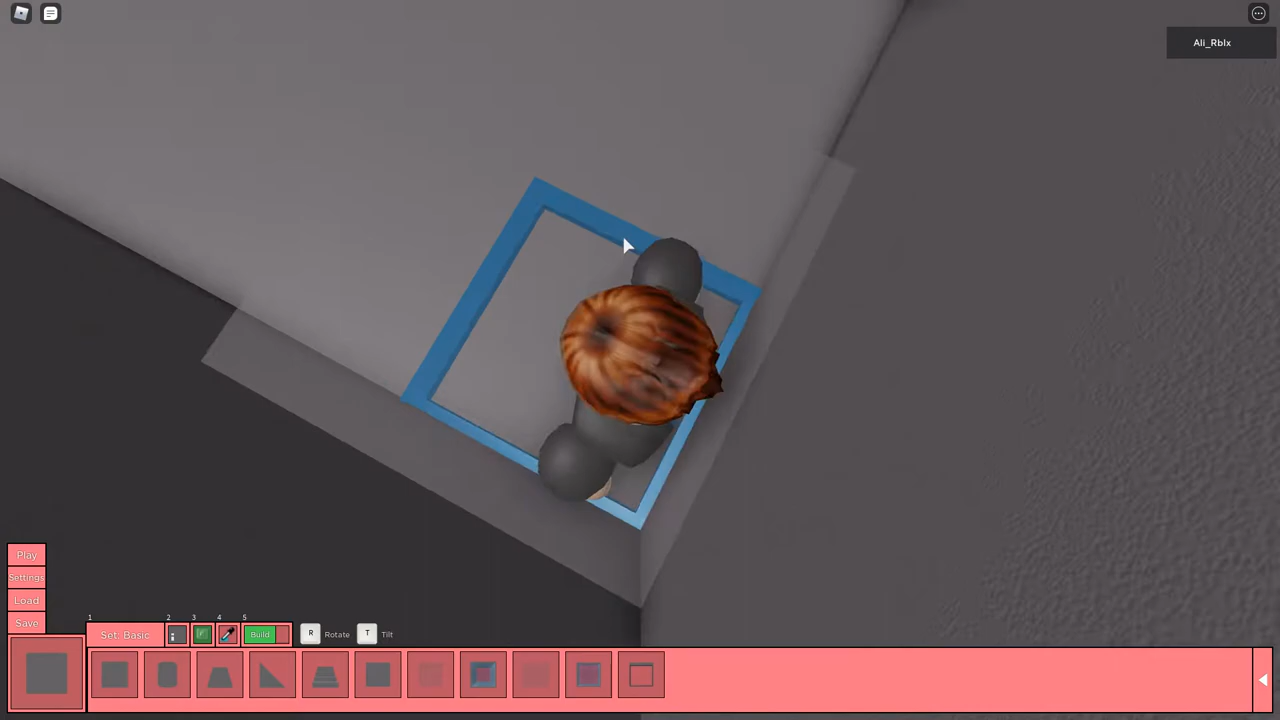 Ali_Rblx
Play
Settings
Load
Save
1 2 3 4 5
Set: Basic Build R Rotate T Tilt